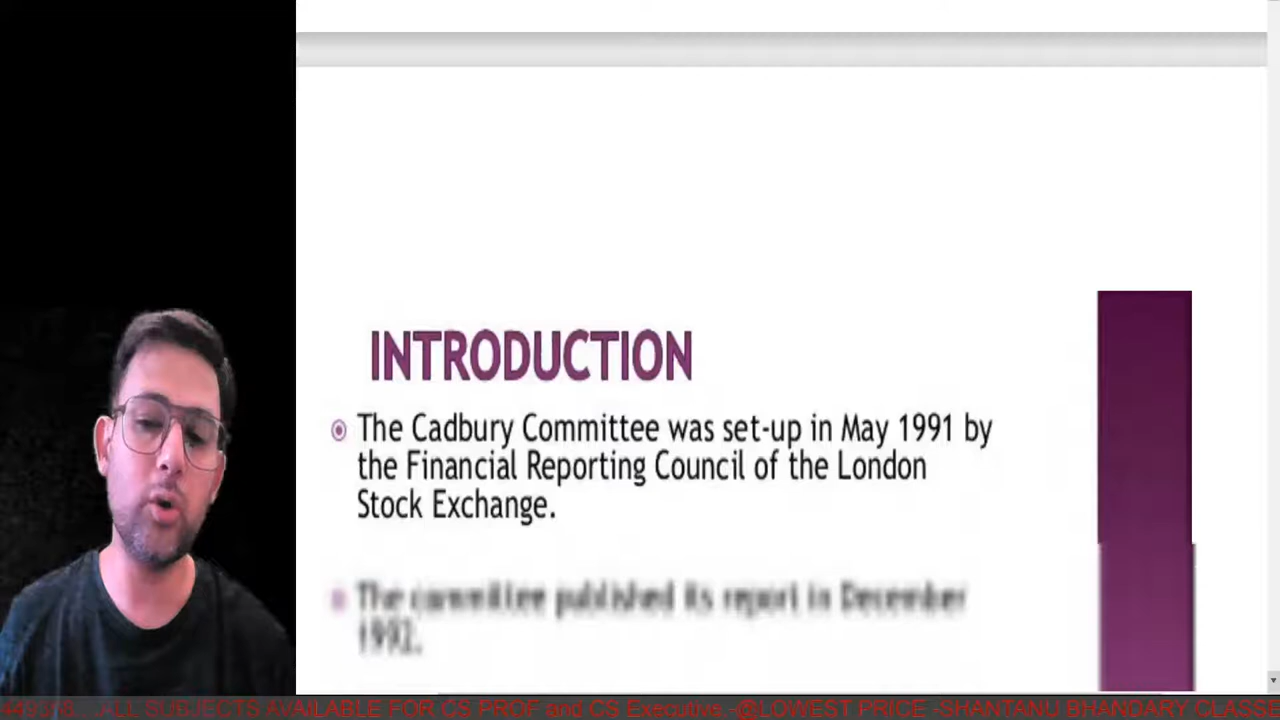 INTRODUCTION
The Cadbury Committee was set-up in May 1991 by
the Financial Reporting Council of the London
Stock Exchange.
The committee published its report in December
1992.
....ALL SUBJECTS AVAILABLE FOR CS PROF and CS Executive.-@LOWEST PRICE -SHANTANU BHANDARY CLASSE